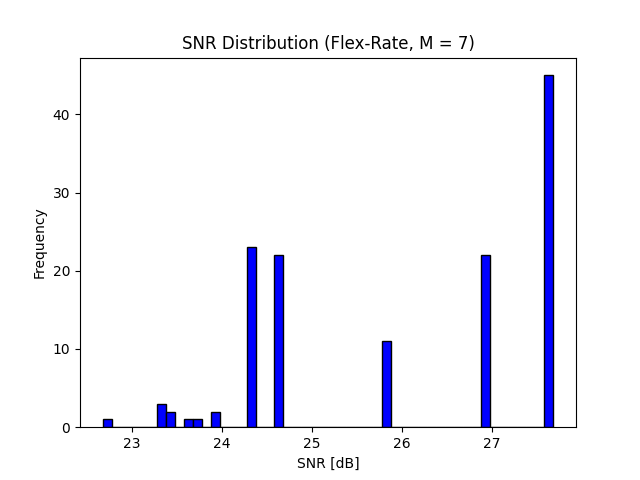 SNR Distribution (Flex-Rate, M = 7)
Frequency
40
30
20
10
0
23 24 25 26 27
SNR [dB]